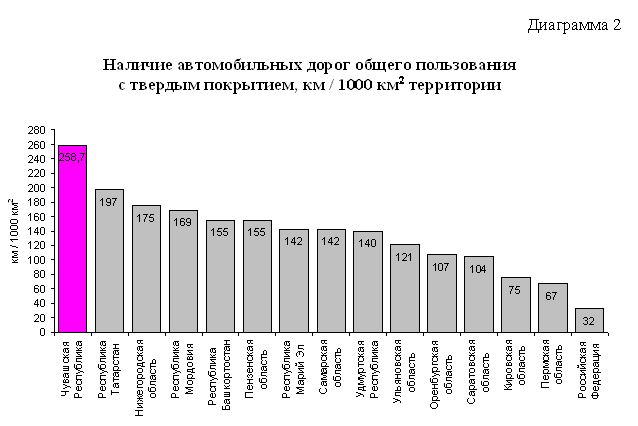 Диаграмма 2
Наличие автомобильных дорог общего пользования
с твердым покрытием, км / 1000 км² территории
км / 1000 км²
280
260
240
220
200
180
160
140
120
100
80
60
40
20
0
258,7
197
175
169
155
155
142
142
140
121
107
104
75
67
32
Чувашская
Республика
Республика
Татарстан
Нижегородская
область
Республика
Мордовия
Республика
Башкортостан
Пензенская
область
Республика
Марий Эл
Самарская
область
Удмуртская
Республика
Ульяновская
область
Оренбургская
область
Саратовская
область
Кировская
область
Пермская
область
Российская
Федерация